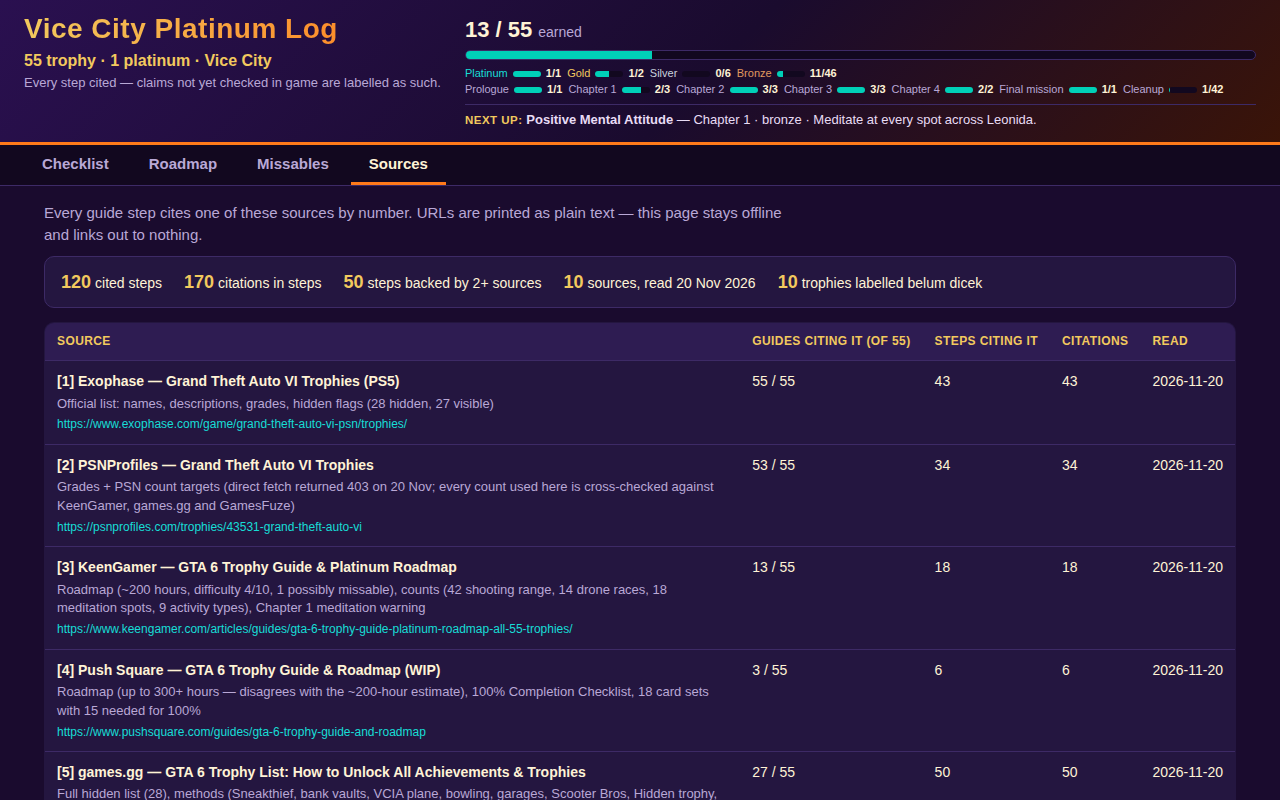 Vice City Platinum Log
55 trophy · 1 platinum · Vice City
Every step cited — claims not yet checked in game are labelled as such.
13 / 55 earned
Platinum 1/1 Gold 1/2 Silver 0/6 Bronze 11/46
Prologue 1/1 Chapter 1 2/3 Chapter 2 3/3 Chapter 3 3/3 Chapter 4 2/2 Final mission 1/1 Cleanup 1/42
NEXT UP: Positive Mental Attitude — Chapter 1 · bronze · Meditate at every spot across Leonida.
Checklist Roadmap Missables Sources
Every guide step cites one of these sources by number. URLs are printed as plain text — this page stays offline
and links out to nothing.
120 cited steps 170 citations in steps 50 steps backed by 2+ sources 10 sources, read 20 Nov 2026 10 trophies labelled belum dicek
SOURCE GUIDES CITING IT (OF 55) STEPS CITING IT CITATIONS READ
[1] Exophase — Grand Theft Auto VI Trophies (PS5) 55 / 55 43 43 2026-11-20
Official list: names, descriptions, grades, hidden flags (28 hidden, 27 visible)
https://www.exophase.com/game/grand-theft-auto-vi-psn/trophies/
[2] PSNProfiles — Grand Theft Auto VI Trophies 53 / 55 34 34 2026-11-20
Grades + PSN count targets (direct fetch returned 403 on 20 Nov; every count used here is cross-checked against
KeenGamer, games.gg and GamesFuze)
https://psnprofiles.com/trophies/43531-grand-theft-auto-vi
[3] KeenGamer — GTA 6 Trophy Guide & Platinum Roadmap 13 / 55 18 18 2026-11-20
Roadmap (~200 hours, difficulty 4/10, 1 possibly missable), counts (42 shooting range, 14 drone races, 18
meditation spots, 9 activity types), Chapter 1 meditation warning
https://www.keengamer.com/articles/guides/gta-6-trophy-guide-platinum-roadmap-all-55-trophies/
[4] Push Square — GTA 6 Trophy Guide & Roadmap (WIP) 3 / 55 6 6 2026-11-20
Roadmap (up to 300+ hours — disagrees with the ~200-hour estimate), 100% Completion Checklist, 18 card sets
with 15 needed for 100%
https://www.pushsquare.com/guides/gta-6-trophy-guide-and-roadmap
[5] games.gg — GTA 6 Trophy List: How to Unlock All Achievements & Trophies 27 / 55 50 50 2026-11-20
Full hidden list (28), methods (Sneakthief, bank vaults, VCIA plane, bowling, garages, Scooter Bros, Hidden trophy,